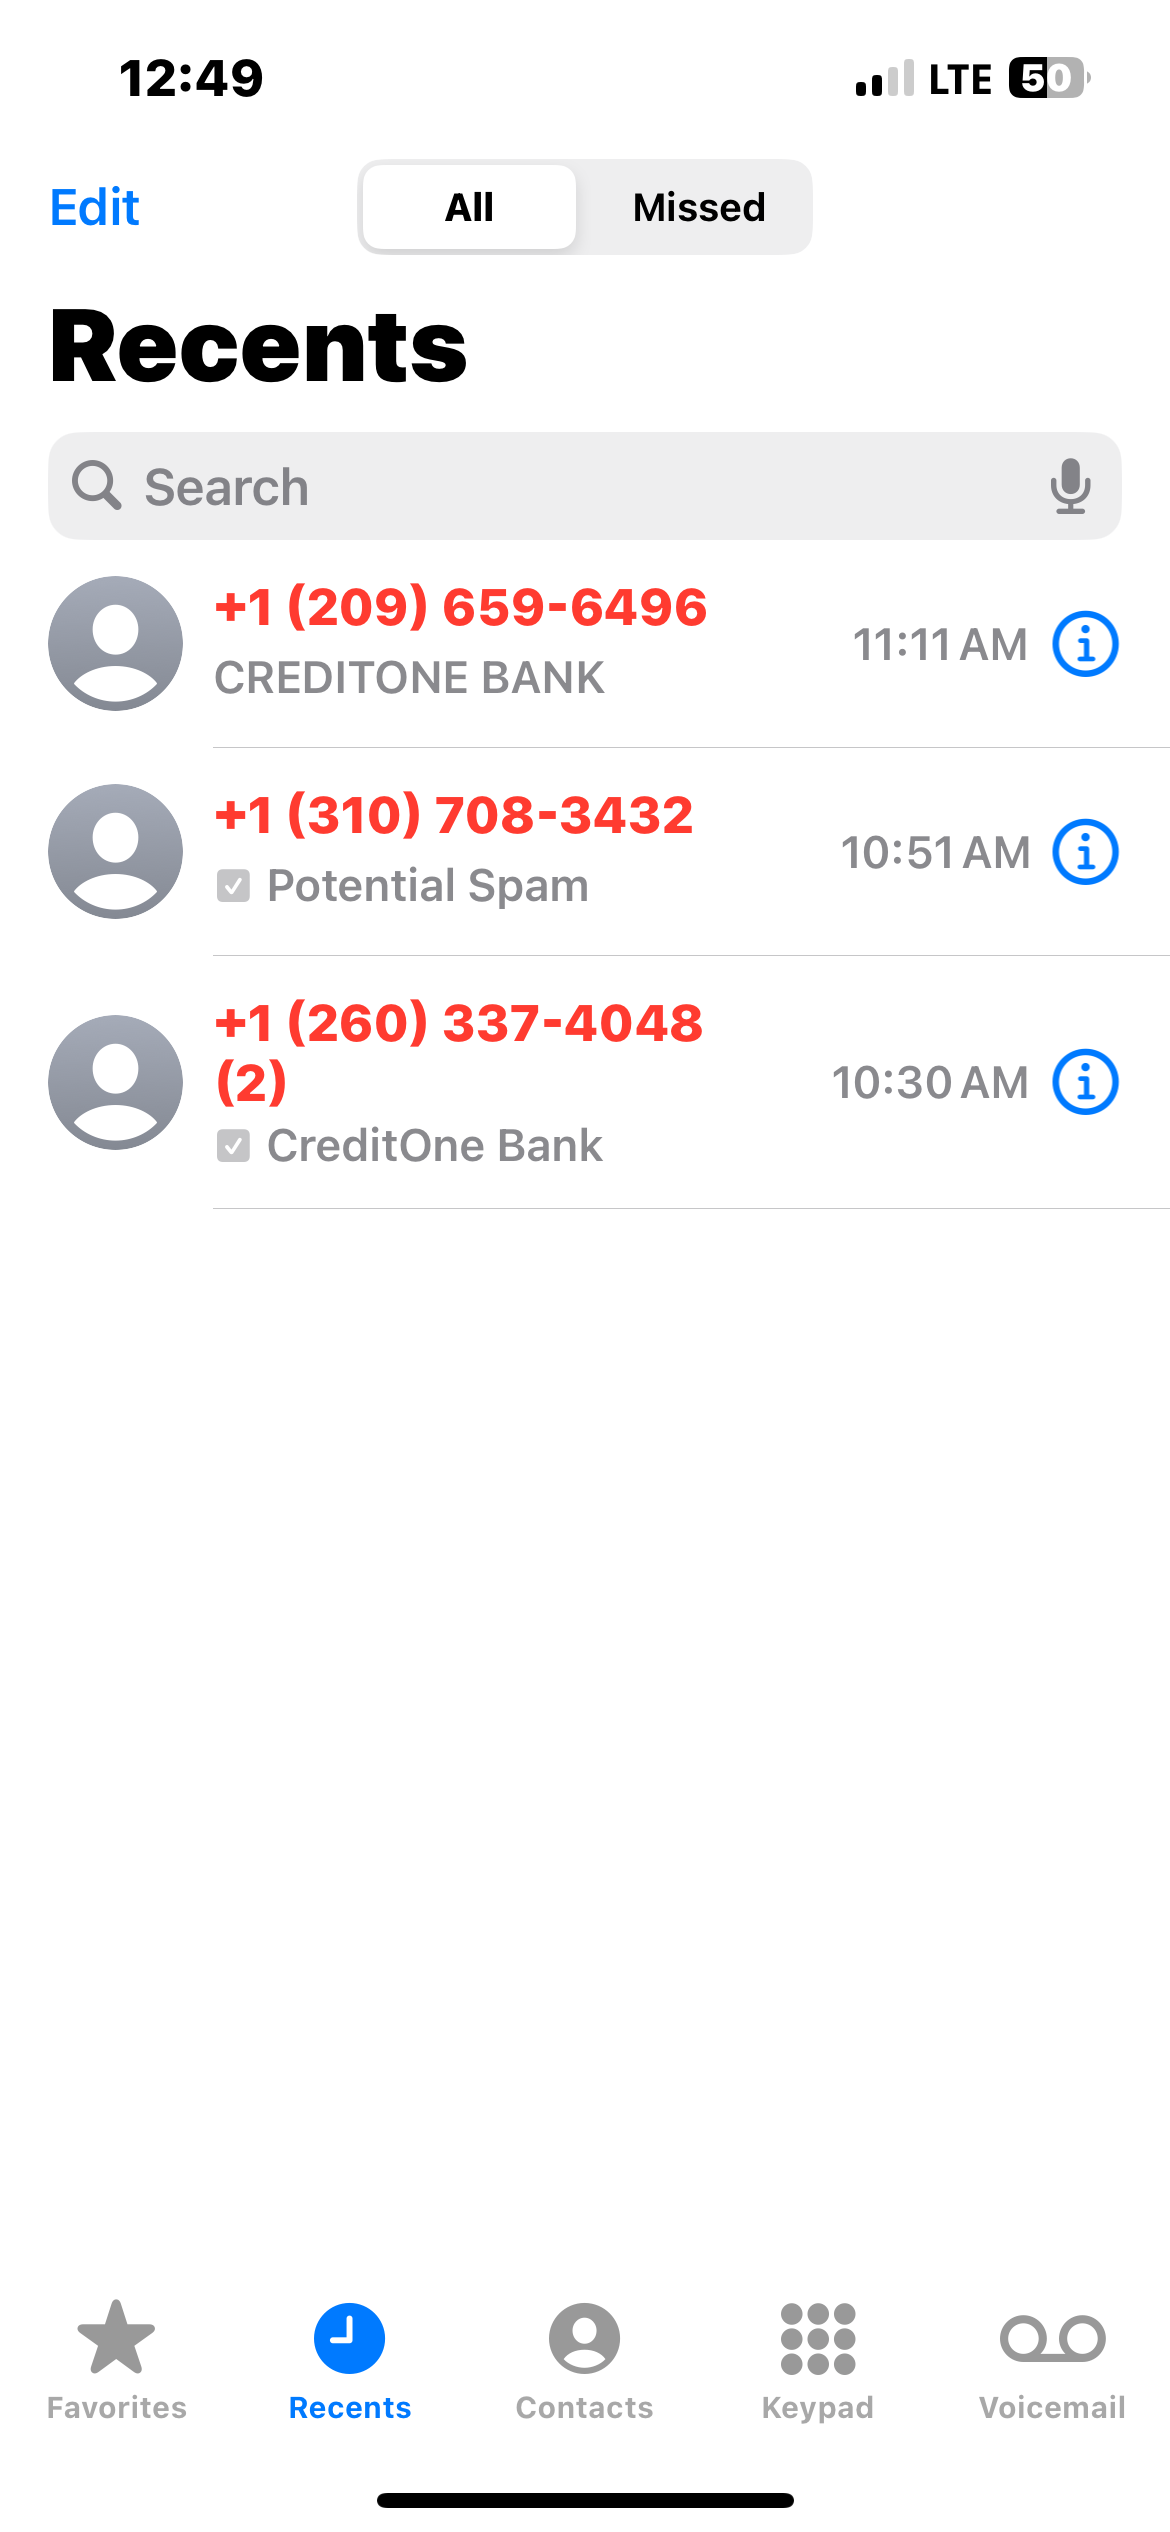 12:49
LTE 50
Edit
All
Missed
Recents
Search
+1 (209) 659-6496
CREDITONE BANK
11:11 AM
+1 (310) 708-3432
Potential Spam
10:51 AM
+1 (260) 337-4048
(2)
CreditOne Bank
10:30 AM
Favorites
Recents
Contacts
Keypad
Voicemail